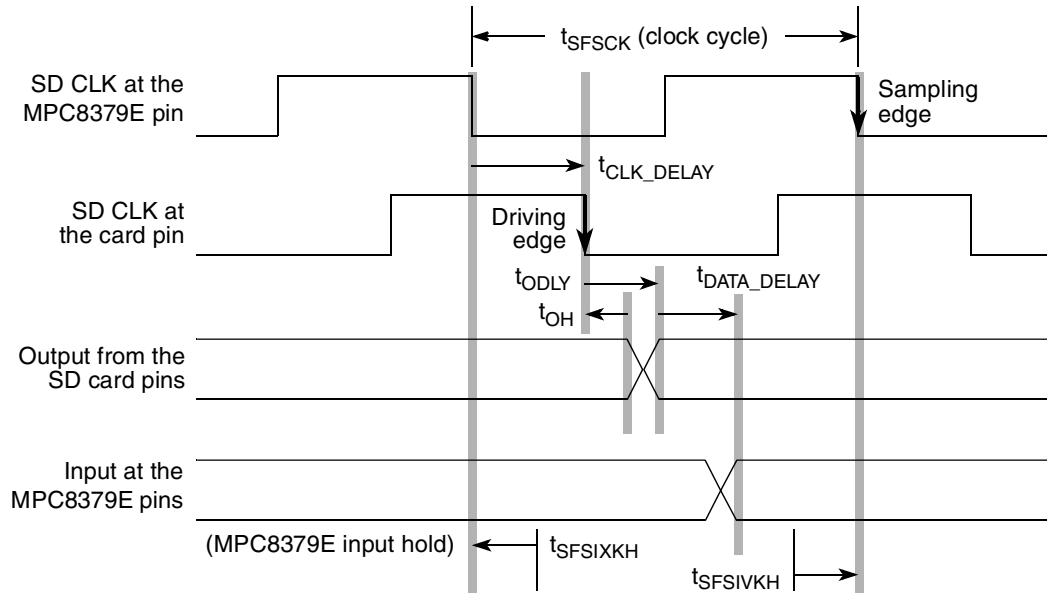 tSFSCK (clock cycle)
SD CLK at the
MPC8379E pin
Sampling
edge
tCLK_DELAY
SD CLK at
the card pin
Driving
edge
tODLY
tDATA_DELAY
tOH
Output from the
SD card pins
Input at the
MPC8379E pins
(MPC8379E input hold)
tSFSIXKH
tSFSIVKH